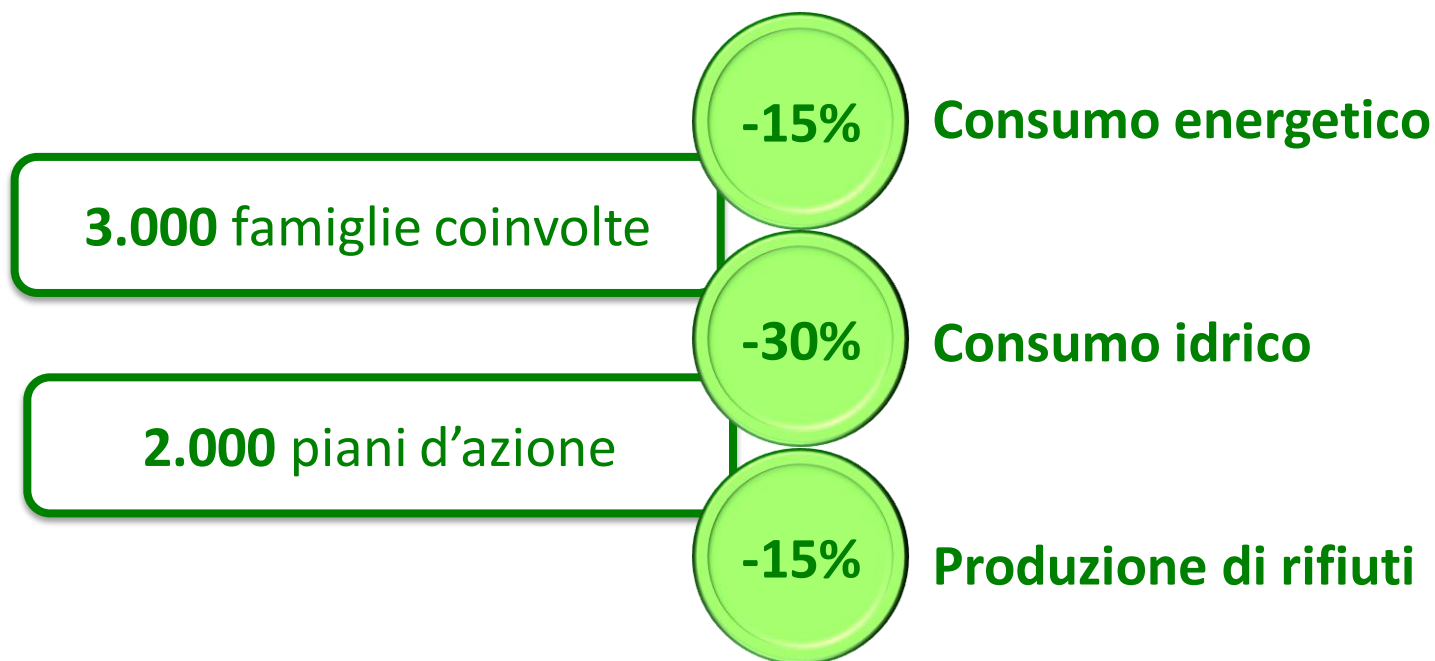 -15%
Consumo energetico
3.000 famiglie coinvolte
-30%
Consumo idrico
2.000 piani d’azione
-15%
Produzione di rifiuti